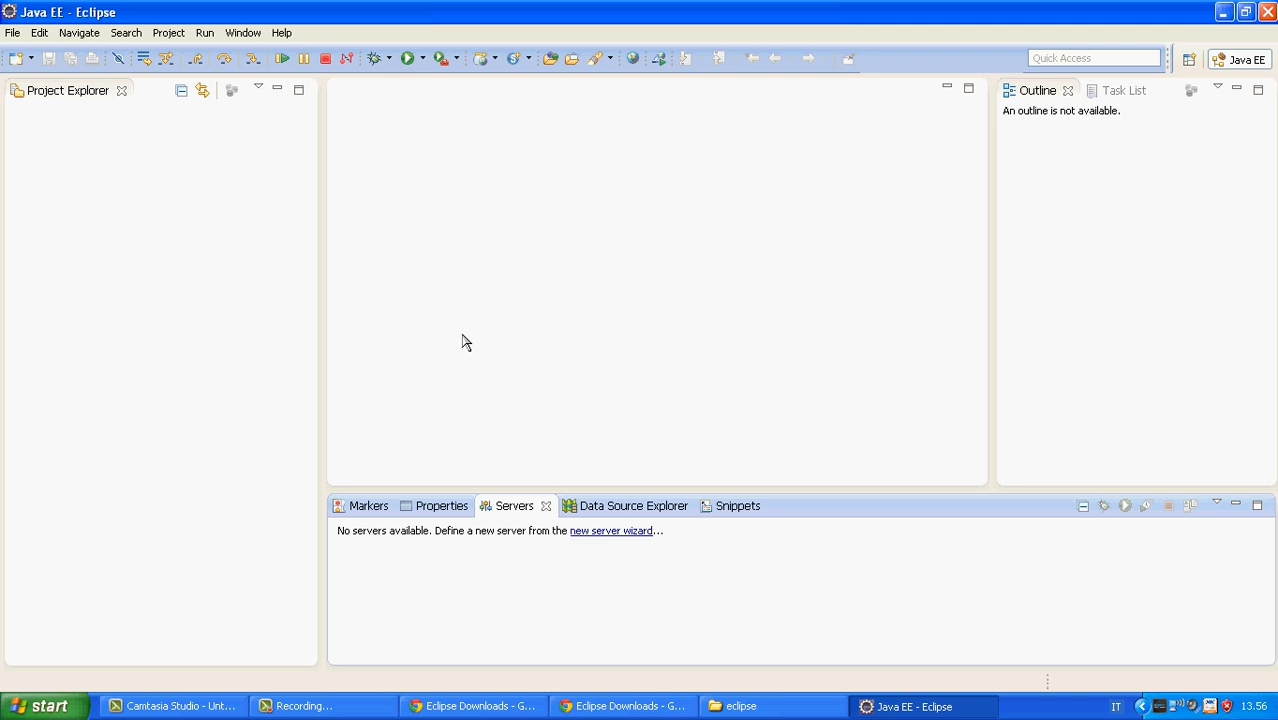 Java EE - Eclipse
File Edit Navigate Search Project Run Window Help
Quick Access
Java EE
Project Explorer
Outline
Task List
An outline is not available.
Markers
Properties
Servers
Data Source Explorer
Snippets
No servers available. Define a new server from the new server wizard...
start
Camtasia Studio - Unt...
Recording...
Eclipse Downloads - G...
Eclipse Downloads - G...
eclipse
Java EE - Eclipse
IT
13.56